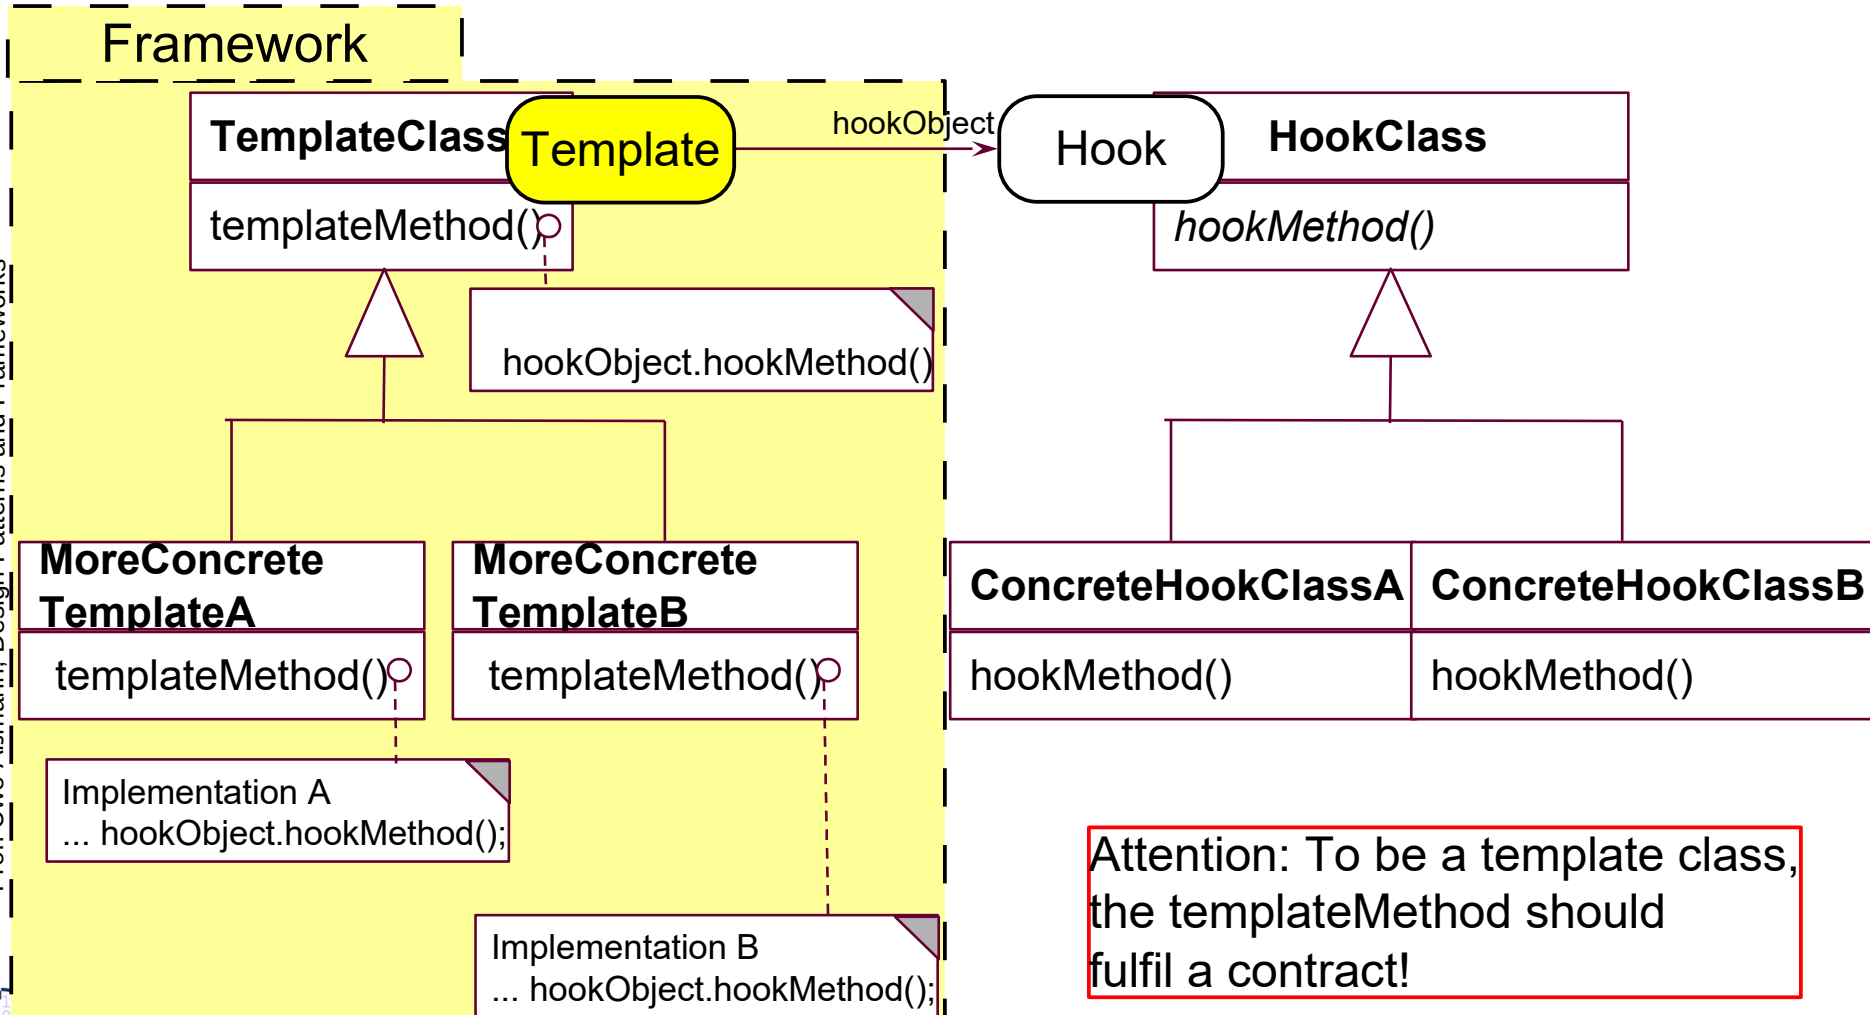 Framework
TemplateClass
Template
hookObject
Hook
HookClass
templateMethod()
hookMethod()
hookObject.hookMethod()
MoreConcrete
TemplateA
MoreConcrete
TemplateB
ConcreteHookClassA
ConcreteHookClassB
templateMethod()
templateMethod()
hookMethod()
hookMethod()
Implementation A
... hookObject.hookMethod();
Implementation B
... hookObject.hookMethod();
Attention: To be a template class,
the templateMethod should
fulfil a contract!